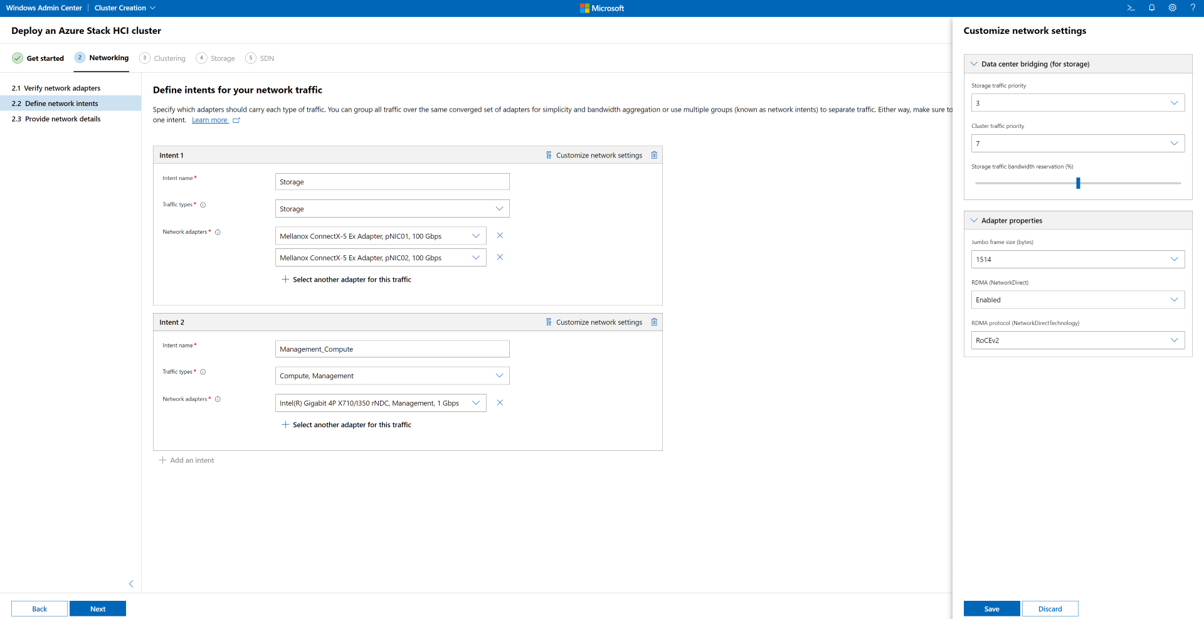 Windows Admin Center
Cluster Creation
Microsoft
?
Deploy an Azure Stack HCI cluster
Get started
2 Networking
3 Clustering
4 Storage
5 SDN
2.1 Verify network adapters
2.2 Define network intents
2.3 Provide network details
Define intents for your network traffic
Specify which adapters should carry each type of traffic. You can group all traffic over the same converged set of adapters for simplicity and bandwidth aggregation or use multiple groups (known as network intents) to separate traffic. Either way, make sure to
one intent. Learn more
Intent 1
Customize network settings
Intent name*
Storage
Traffic types*
Storage
Network adapters*
Mellanox ConnectX-5 Ex Adapter, pNIC01, 100 Gbps
Mellanox ConnectX-5 Ex Adapter, pNIC02, 100 Gbps
Select another adapter for this traffic
Intent 2
Customize network settings
Intent name*
Management_Compute
Traffic types*
Compute, Management
Network adapters*
Intel(R) Gigabit 4P X710/I350 rNDC, Management, 1 Gbps
Select another adapter for this traffic
Add an intent
Back
Next
Customize network settings
Data center bridging (for storage)
Storage traffic priority
3
Cluster traffic priority
7
Storage traffic bandwidth reservation (%)
Adapter properties
Jumbo frame size (bytes)
1514
RDMA (NetworkDirect)
Enabled
RDMA protocol (NetworkDirectTechnology)
RoCEv2
Save
Discard